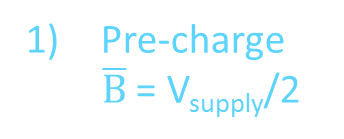 1) Pre-charge
B̅ = Vsupply/2